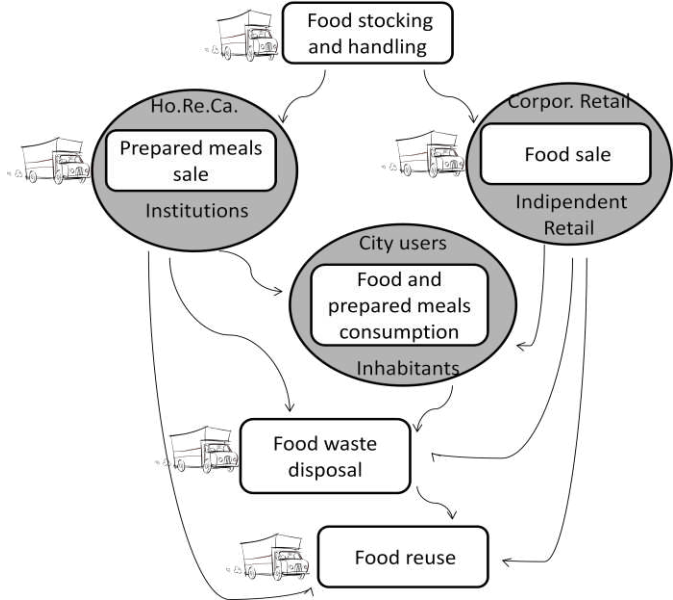 Food stocking
and handling
Ho.Re.Ca.
Prepared meals
sale
Institutions
Corpor. Retail
Food sale
Indipendent
Retail
City users
Food and
prepared meals
consumption
Inhabitants
Food waste
disposal
Food reuse